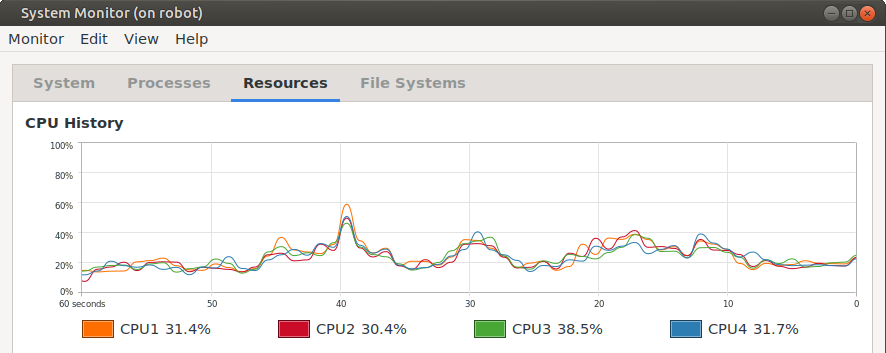 System Monitor (on robot)
Monitor Edit View Help
System Processes Resources File Systems
CPU History
100%
80%
60%
40%
20%
0%
60 seconds 50 40 30 20 10 0
CPU1 31.4% CPU2 30.4% CPU3 38.5% CPU4 31.7%